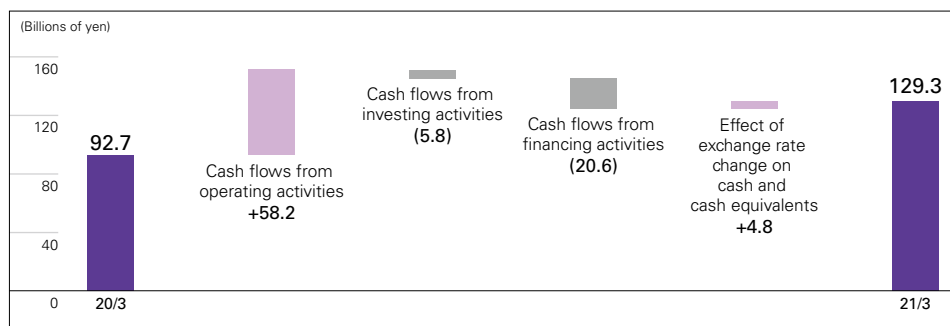 (Billions of yen)
160
120
80
40
0
92.7
20/3
Cash flows from
operating activities
+58.2
Cash flows from
investing activities
(5.8)
Cash flows from
financing activities
(20.6)
Effect of
exchange rate
change on
cash and
cash equivalents
+4.8
129.3
21/3